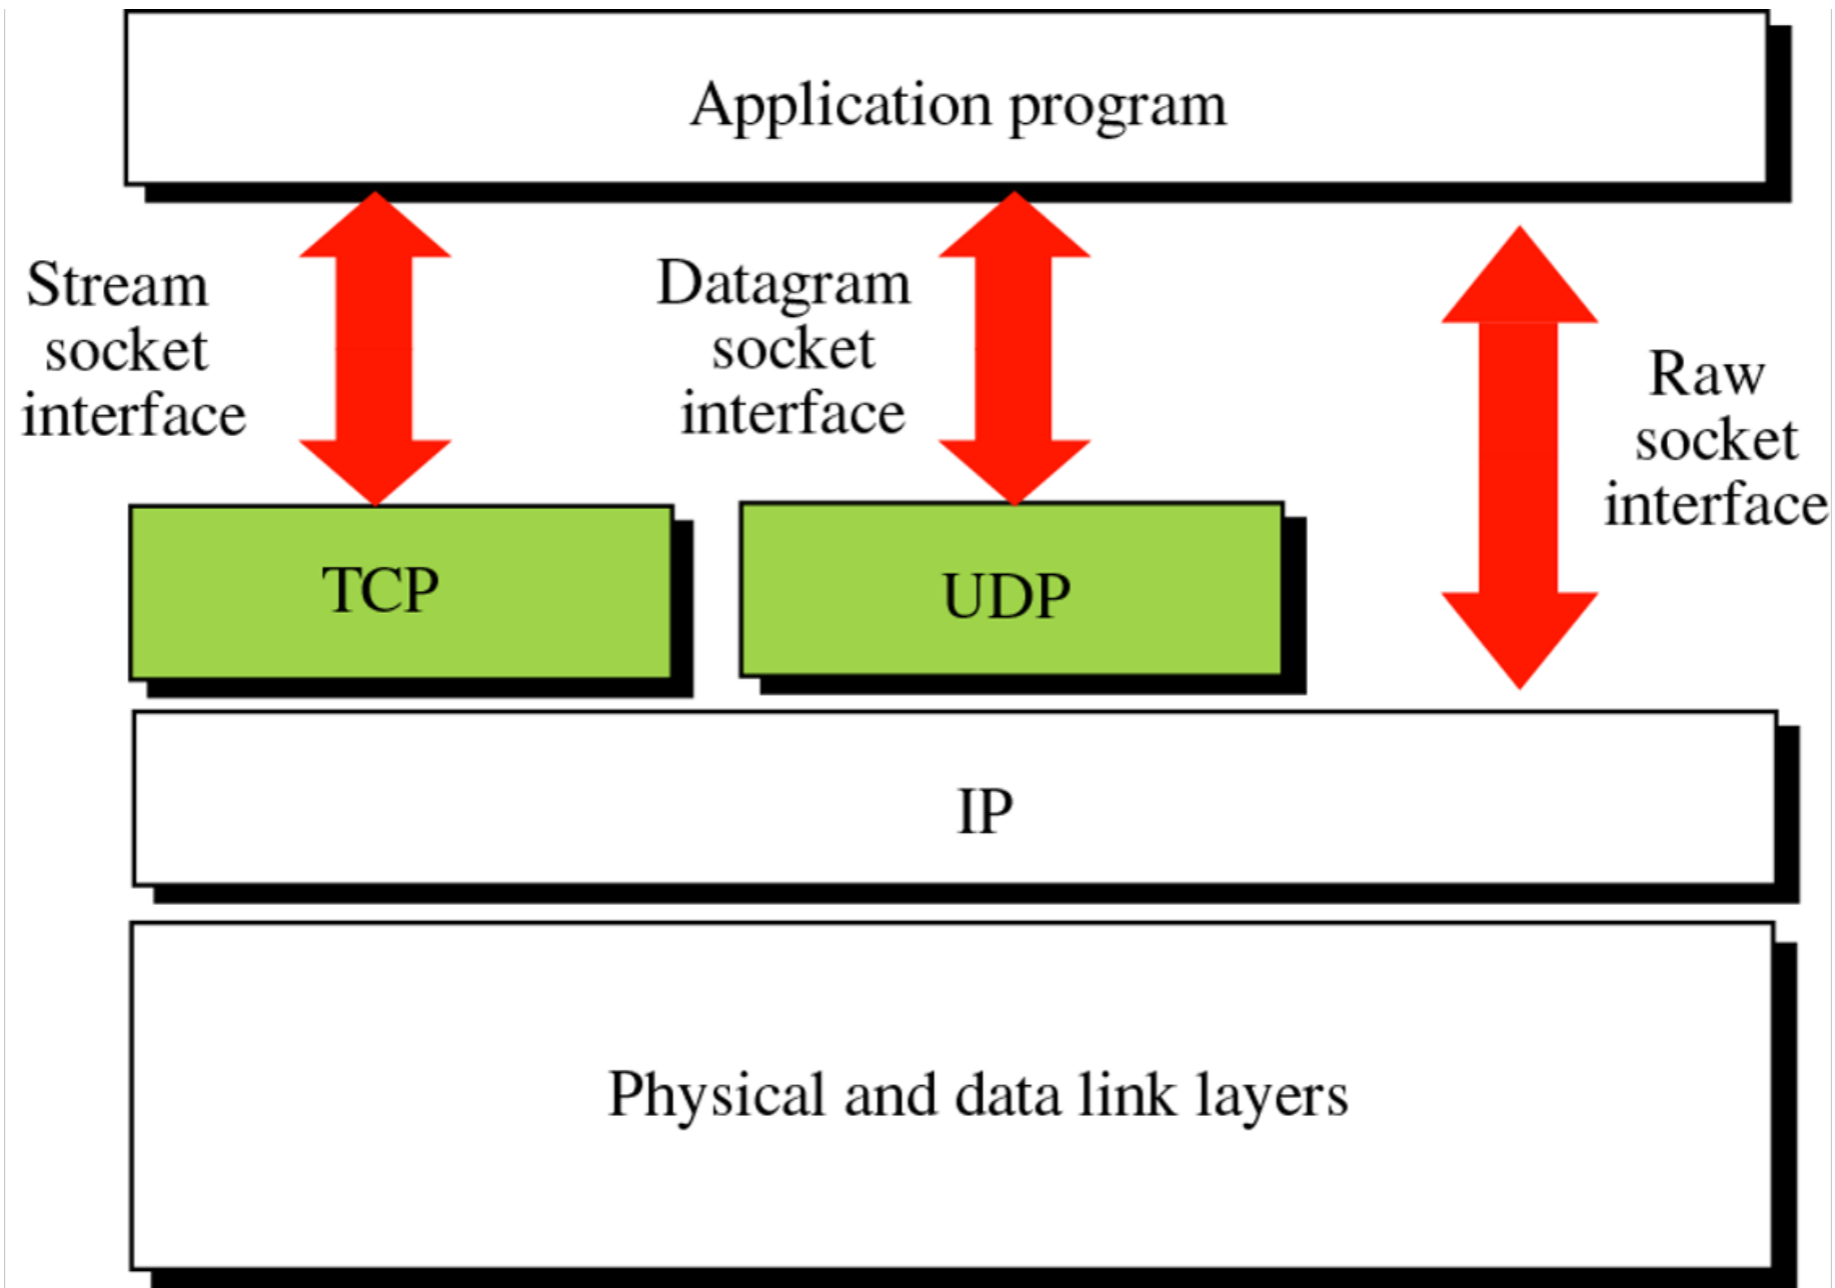 Application program
Stream
socket
interface
Datagram
socket
interface
Raw
socket
interface
TCP
UDP
IP
Physical and data link layers